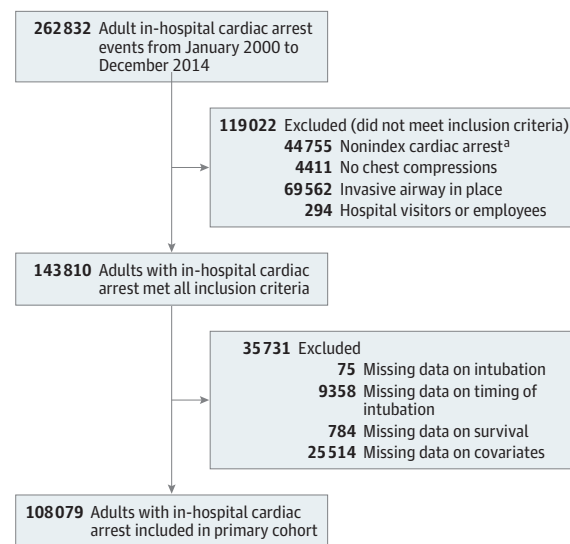 262832 Adult in-hospital cardiac arrest
events from January 2000 to
December 2014
119022 Excluded (did not meet inclusion criteria)
44755 Nonindex cardiac arrestᵃ
4411 No chest compressions
69562 Invasive airway in place
294 Hospital visitors or employees
143810 Adults with in-hospital cardiac
arrest met all inclusion criteria
35731 Excluded
75 Missing data on intubation
9358 Missing data on timing of
intubation
784 Missing data on survival
25514 Missing data on covariates
108079 Adults with in-hospital cardiac
arrest included in primary cohort